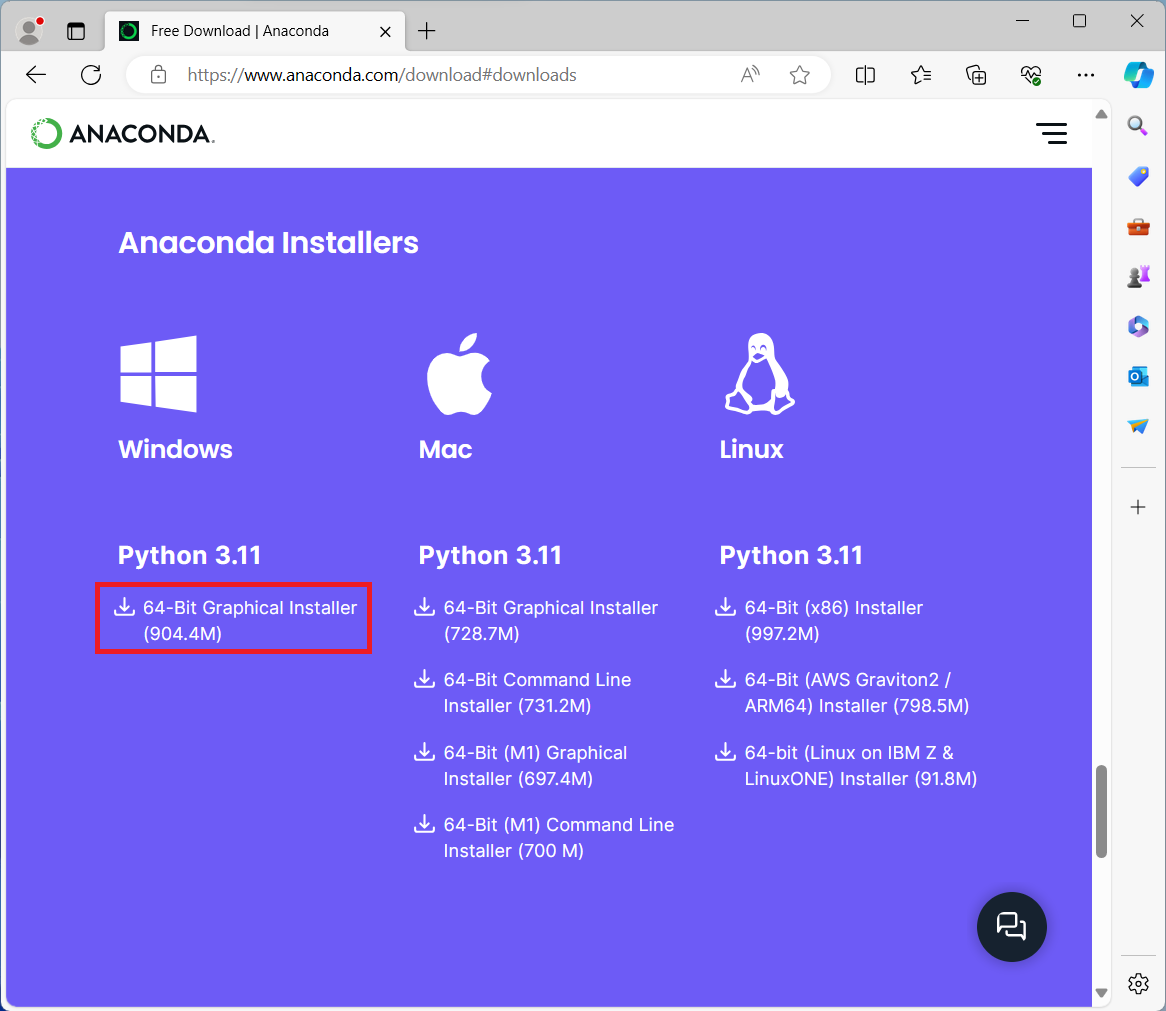 Free Download | Anaconda
https://www.anaconda.com/download#downloads
ANACONDA.
Anaconda Installers
Windows
Mac
Linux
Python 3.11
64-Bit Graphical Installer
(904.4M)
Python 3.11
64-Bit Graphical Installer
(728.7M)
64-Bit Command Line
Installer (731.2M)
64-Bit (M1) Graphical
Installer (697.4M)
64-Bit (M1) Command Line
Installer (700 M)
Python 3.11
64-Bit (x86) Installer
(997.2M)
64-Bit (AWS Graviton2 /
ARM64) Installer (798.5M)
64-bit (Linux on IBM Z &
LinuxONE) Installer (91.8M)